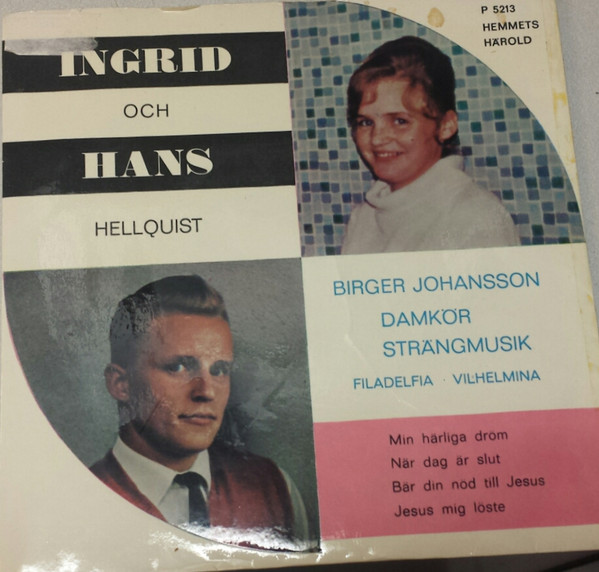 P 5213
HEMMETS
HÄROLD
INGRID
OCH
HANS
HELLQUIST
BIRGER JOHANSSON
DAMKÖR
STRÄNGMUSIK
FILADELFIA · VILHELMINA
Min härliga dröm
När dag är slut
Bär din nöd till Jesus
Jesus mig löste